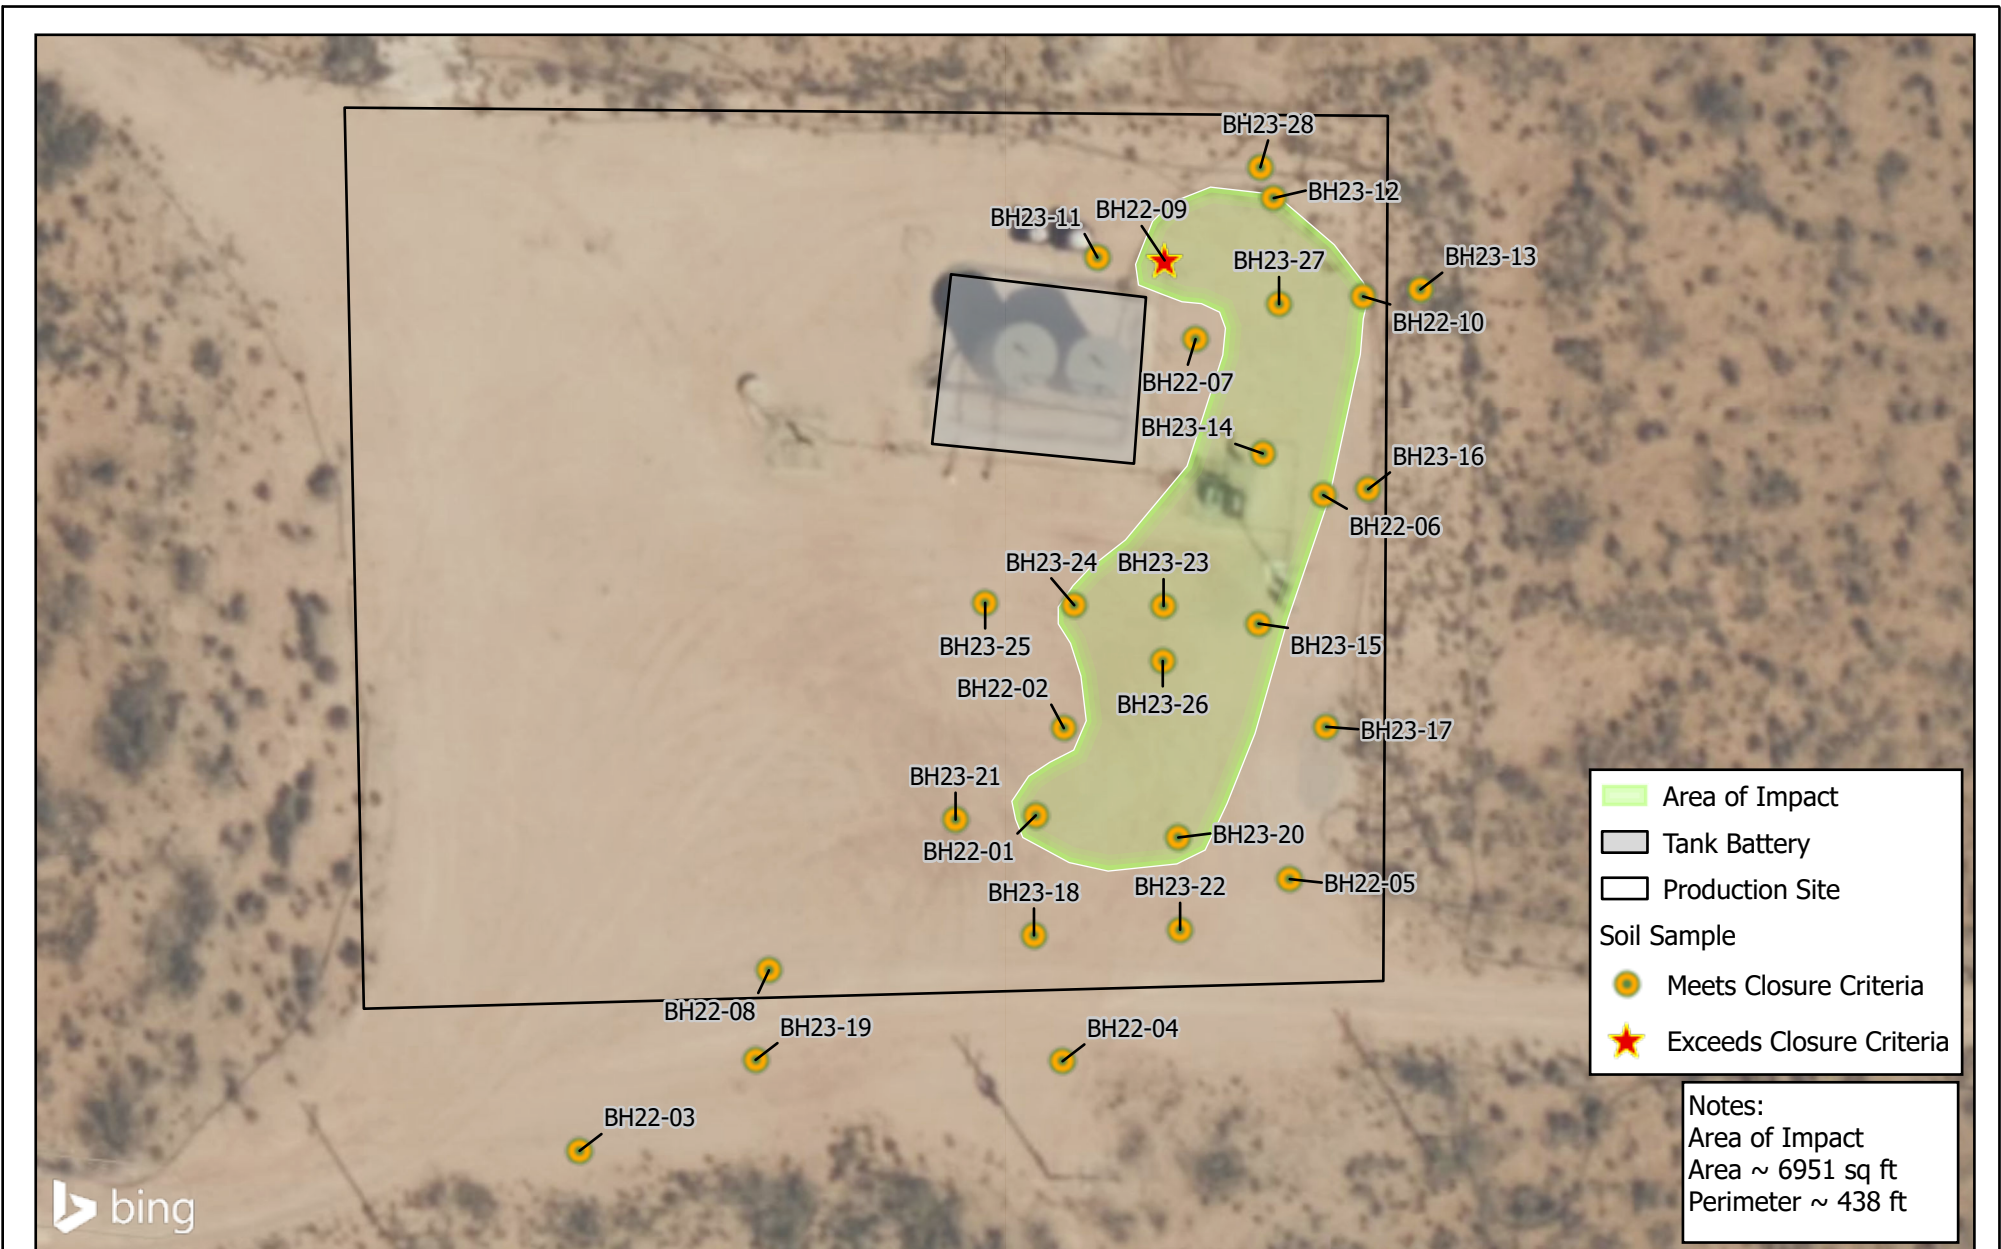 BH23-28
BH23-12
BH22-09
BH23-11
BH23-27
BH23-13
BH22-10
BH22-07
BH23-14
BH23-16
BH22-06
BH23-24
BH23-23
BH23-25
BH23-15
BH22-02
BH23-26
BH23-17
BH23-21
BH22-01
BH23-20
BH23-18
BH23-22
BH22-05
BH22-08
BH23-19
BH22-04
BH22-03
Area of Impact
Tank Battery
Production Site
Soil Sample
Meets Closure Criteria
Exceeds Closure Criteria
Notes:
Area of Impact
Area ~ 6951 sq ft
Perimeter ~ 438 ft
bing